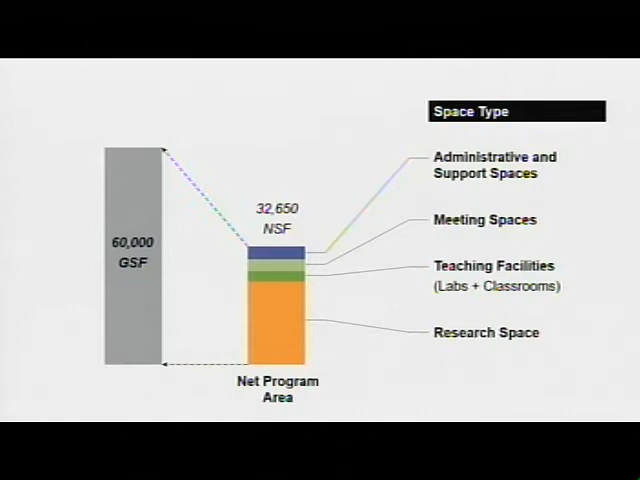 Space Type
Administrative and
Support Spaces
32,650
NSF
Meeting Spaces
60,000
GSF
Teaching Facilities
(Labs + Classrooms)
Research Space
Net Program
Area